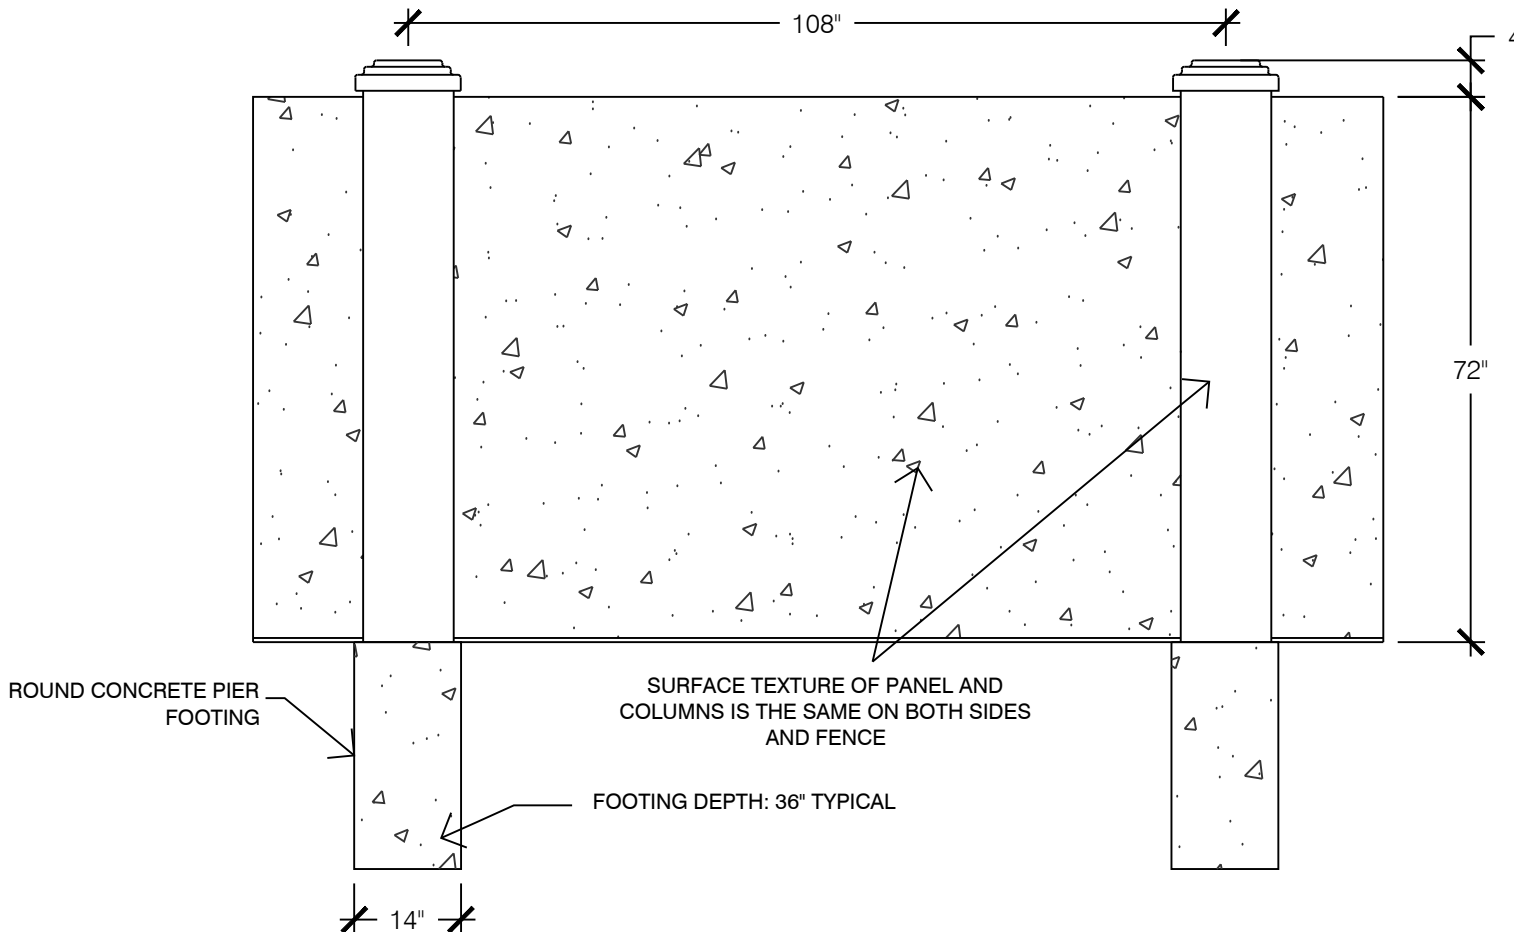 108"
72"
ROUND CONCRETE PIER
FOOTING
SURFACE TEXTURE OF PANEL AND
COLUMNS IS THE SAME ON BOTH SIDES
AND FENCE
FOOTING DEPTH: 36" TYPICAL
14"